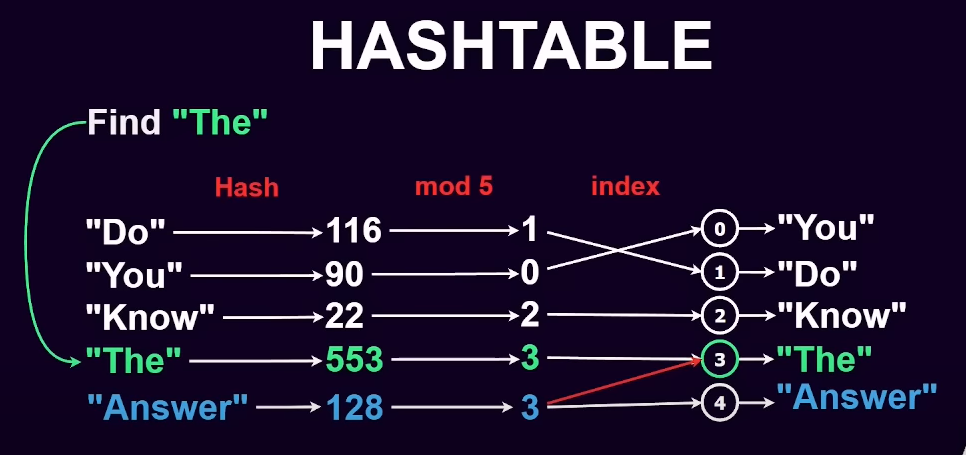 HASHTABLE
Find "The"
Hash mod 5 index
"Do" 116 1 0 "You"
"You" 90 0 1 "Do"
"Know" 22 2 2 "Know"
"The" 553 3 3 "The"
"Answer" 128 3 4 "Answer"